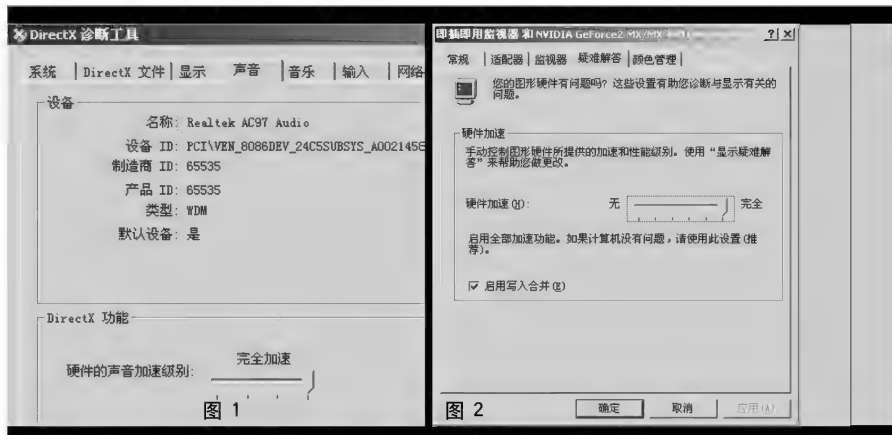 DirectX 诊断工具
系统 DirectX 文件 显示 声音 音乐 输入 网络
设备
名称: Realtek AC97 Audio
设备 ID: PCI\VEN_8086DEV_24C5SUBSYS_A0021458
制造商 ID: 65535
产品 ID: 65535
类型: WDM
默认设备: 是
DirectX 功能
硬件的声音加速级别:
完全加速
图 1
即插即用监视器 和 NVIDIA GeForce2 MX/MX
常规 适配器 监视器 疑难解答 颜色管理
您的图形硬件有问题吗? 这些设置有助您诊断与显示有关的
问题。
硬件加速
手动控制图形硬件所提供的加速和性能级别。使用“显示疑难解
答”来帮助您做更改。
硬件加速(H): 无 完全
启用全部加速功能。如果计算机没有问题,请使用此设置(推
荐)。
启用写入合并(E)
确定 取消 应用(A)
图 2